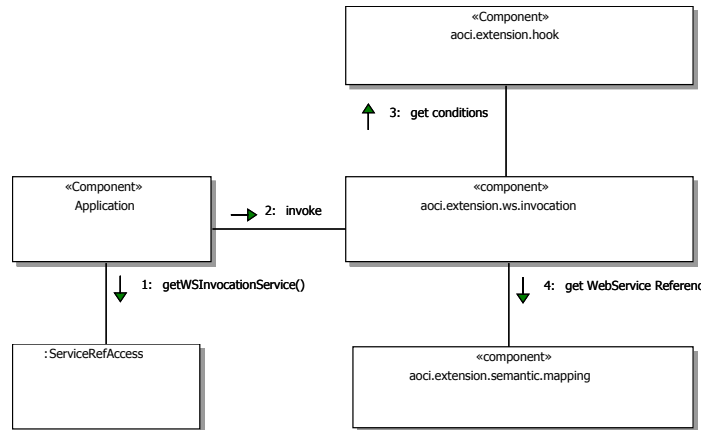 «Component»
aoci.extension.hook
3: get conditions
«Component»
Application
2: invoke
«component»
aoci.extension.ws.invocation
1: getWSInvocationService()
4: get WebService
:ServiceRefAccess
«component»
aoci.extension.semantic.mapping